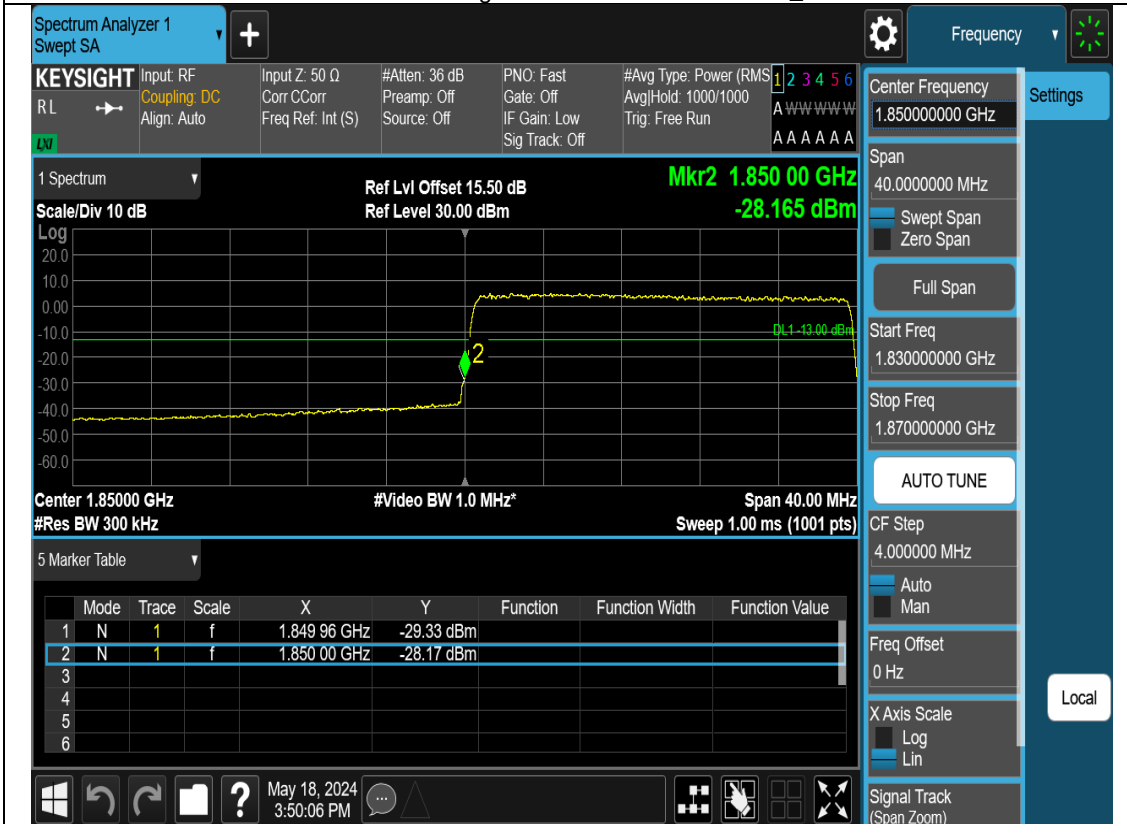 Spectrum Analyzer 1
Swept SA
Frequency
KEYSIGHT
RL
LXI
Input: RF
Coupling: DC
Align: Auto
Input Z: 50 Ω
Corr CCorr
Freq Ref: Int (S)
#Atten: 36 dB
Preamp: Off
Source: Off
PNO: Fast
Gate: Off
IF Gain: Low
Sig Track: Off
#Avg Type: Power (RMS
Avg|Hold: 1000/1000
Trig: Free Run
1 2 3 4 5 6
A W W W W W
A A A A A A
1 Spectrum
Scale/Div 10 dB
Ref Lvl Offset 15.50 dB
Ref Level 30.00 dBm
Mkr2 1.850 00 GHz
-28.165 dBm
Log
20.0
10.0
0.00
-10.0
-20.0
-30.0
-40.0
-50.0
-60.0
DL1 -13.00 dBm
2
Center 1.85000 GHz
#Video BW 1.0 MHz*
Span 40.00 MHz
#Res BW 300 kHz
Sweep 1.00 ms (1001 pts)
5 Marker Table
Mode Trace Scale X Y Function Function Width Function Value
1 N 1 f 1.849 96 GHz -29.33 dBm
2 N 1 f 1.850 00 GHz -28.17 dBm
3
4
5
6
May 18, 2024
3:50:06 PM
Center Frequency
1.850000000 GHz
Span
40.0000000 MHz
Swept Span
Zero Span
Full Span
Start Freq
1.830000000 GHz
Stop Freq
1.870000000 GHz
AUTO TUNE
CF Step
4.000000 MHz
Auto
Man
Freq Offset
0 Hz
X Axis Scale
Log
Lin
Signal Track
(Span Zoom)
Settings
Local